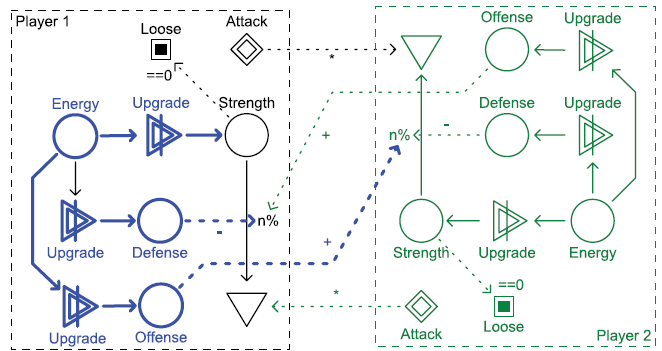 Player 1
Loose
Attack
==0
*
Energy
Upgrade
Strength
n%
-
+
Upgrade
Defense
+
Upgrade
Offense
Offense
Upgrade
Defense
Upgrade
n%
-
Strength
Upgrade
Energy
*
==0
Attack
Loose
Player 2